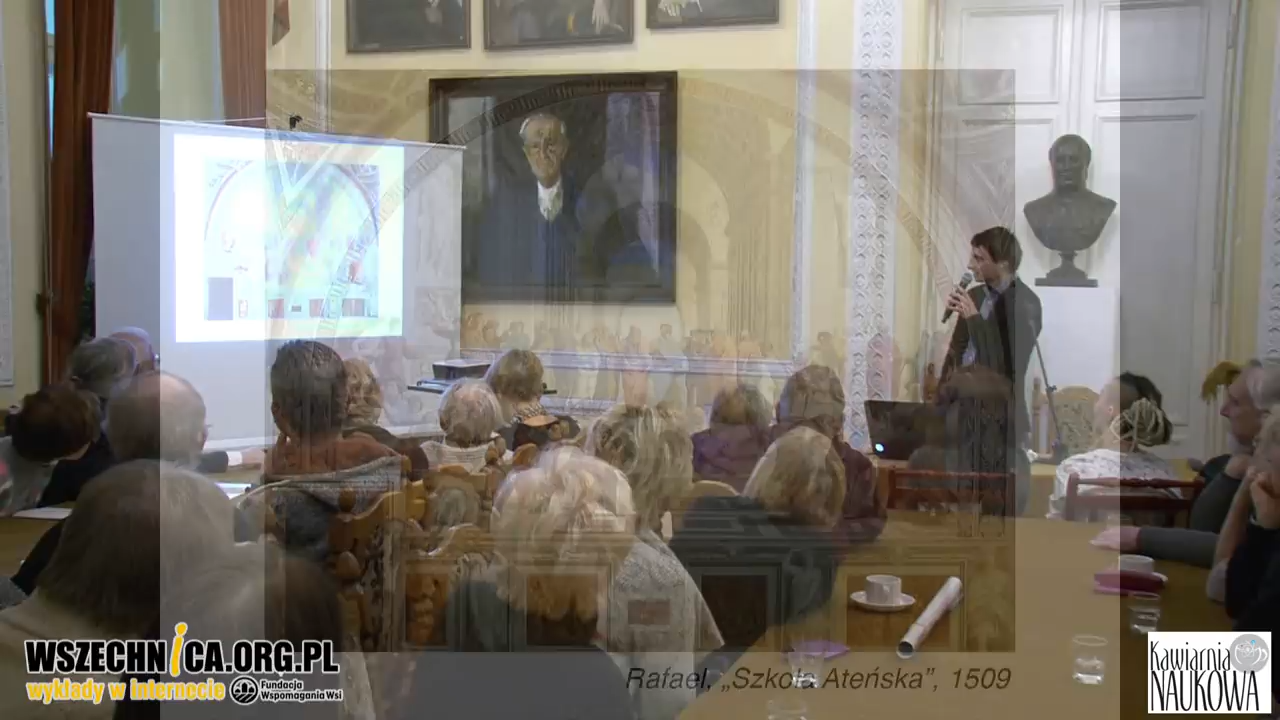 WSZECHNICA.ORG.PL
wykłady w internecie
Fundacja
Wspomagania Wsi
Rafael, „Szkoła Ateńska”, 1509
Kawiarnia
NAUKOWA